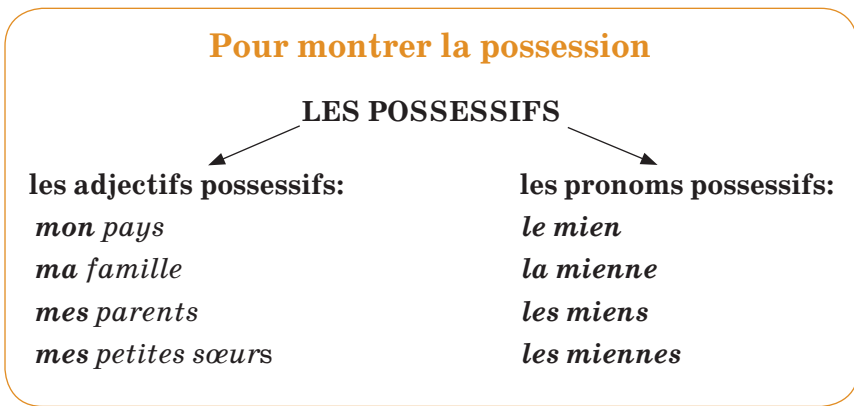 Pour montrer la possession
LES POSSESSIFS
les adjectifs possessifs:
mon pays
ma famille
mes parents
mes petites sœurs
les pronoms possessifs:
le mien
la mienne
les miens
les miennes